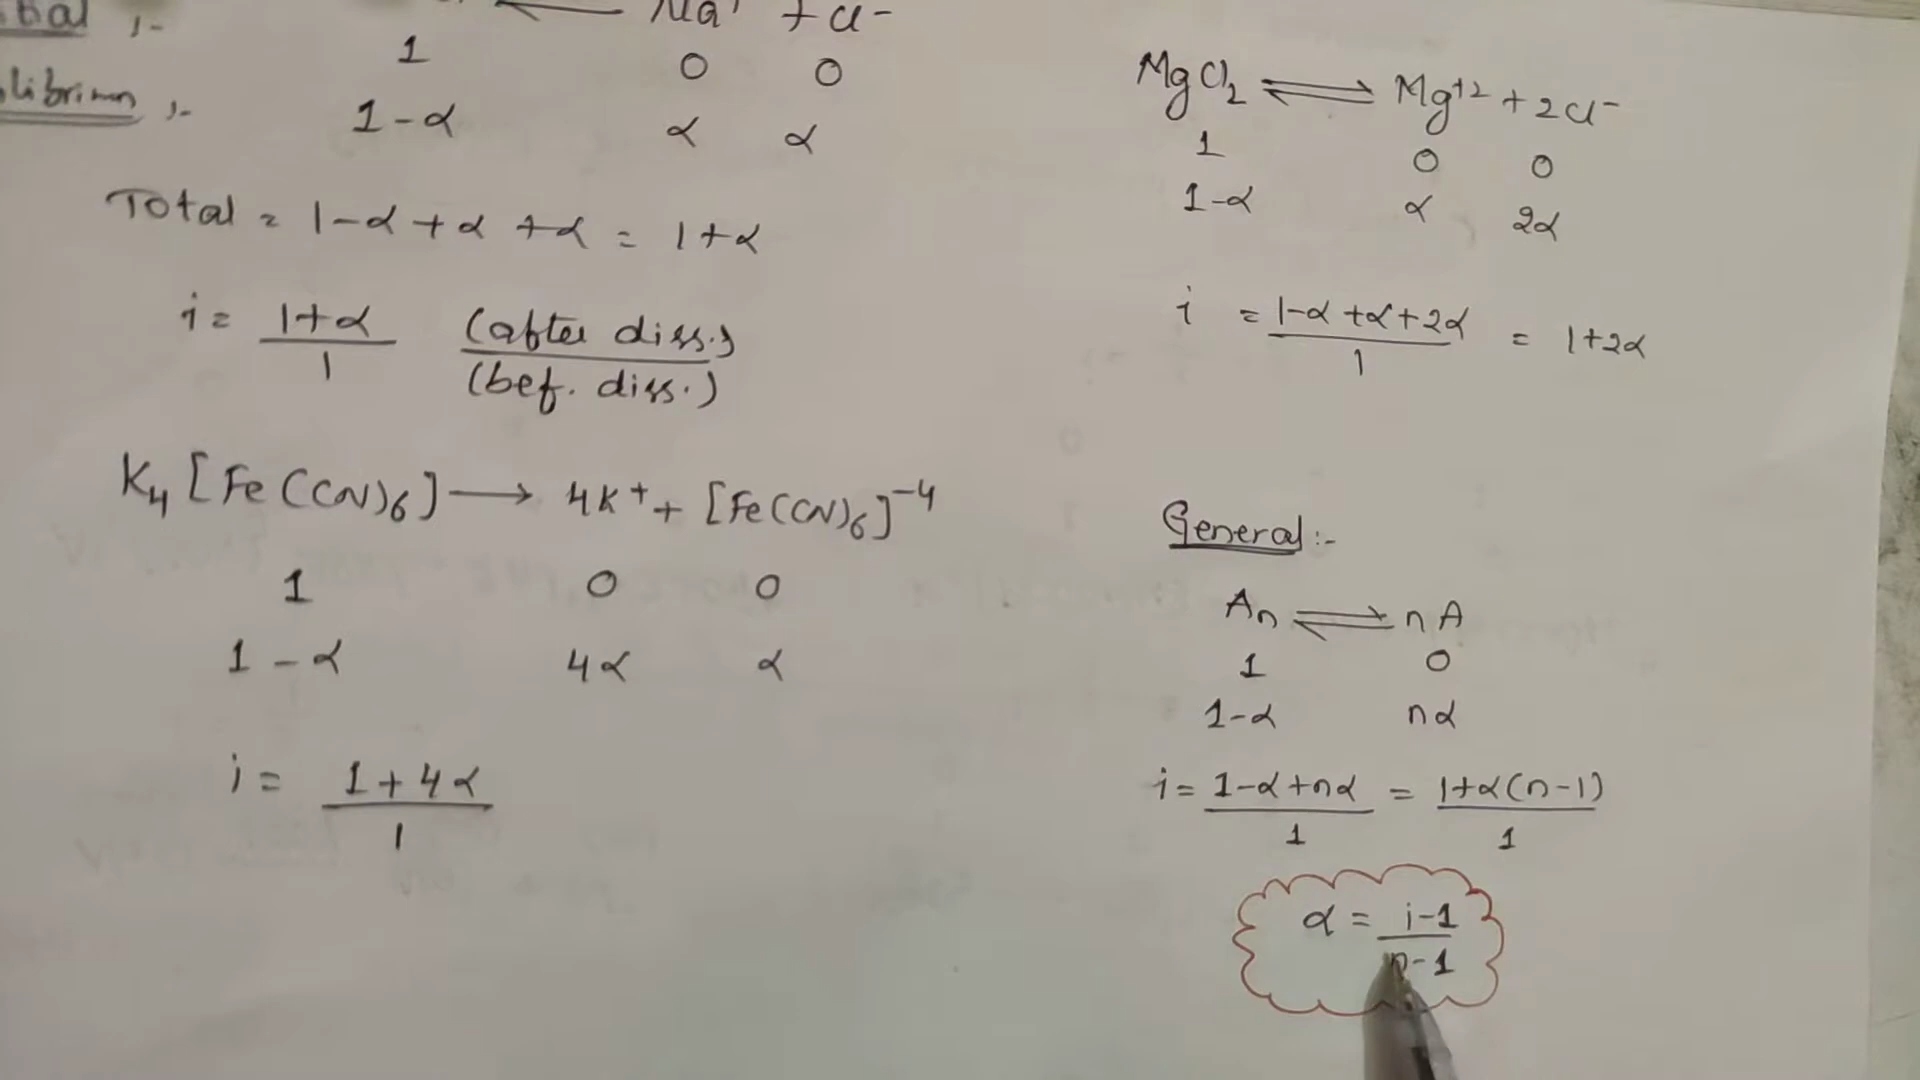 Na⁺ + Cl⁻
1 0 0
1-α α α
Total = 1-α + α + α = 1+α
i = 1+α / 1 (after diss.) / (bef. diss.)
K₄[Fe(CN)₆] ⟶ 4K⁺ + [Fe(CN)₆]⁻⁴
1 0 0
1-α 4α α
i = 1+4α / 1
MgCl₂ ⇌ Mg⁺² + 2Cl⁻
1 0 0
1-α α 2α
i = 1-α+α+2α / 1 = 1+2α
General:-
Aₙ ⇌ nA
1 0
1-α nα
i = 1-α+nα / 1 = 1+α(n-1) / 1
α = i-1 / n-1